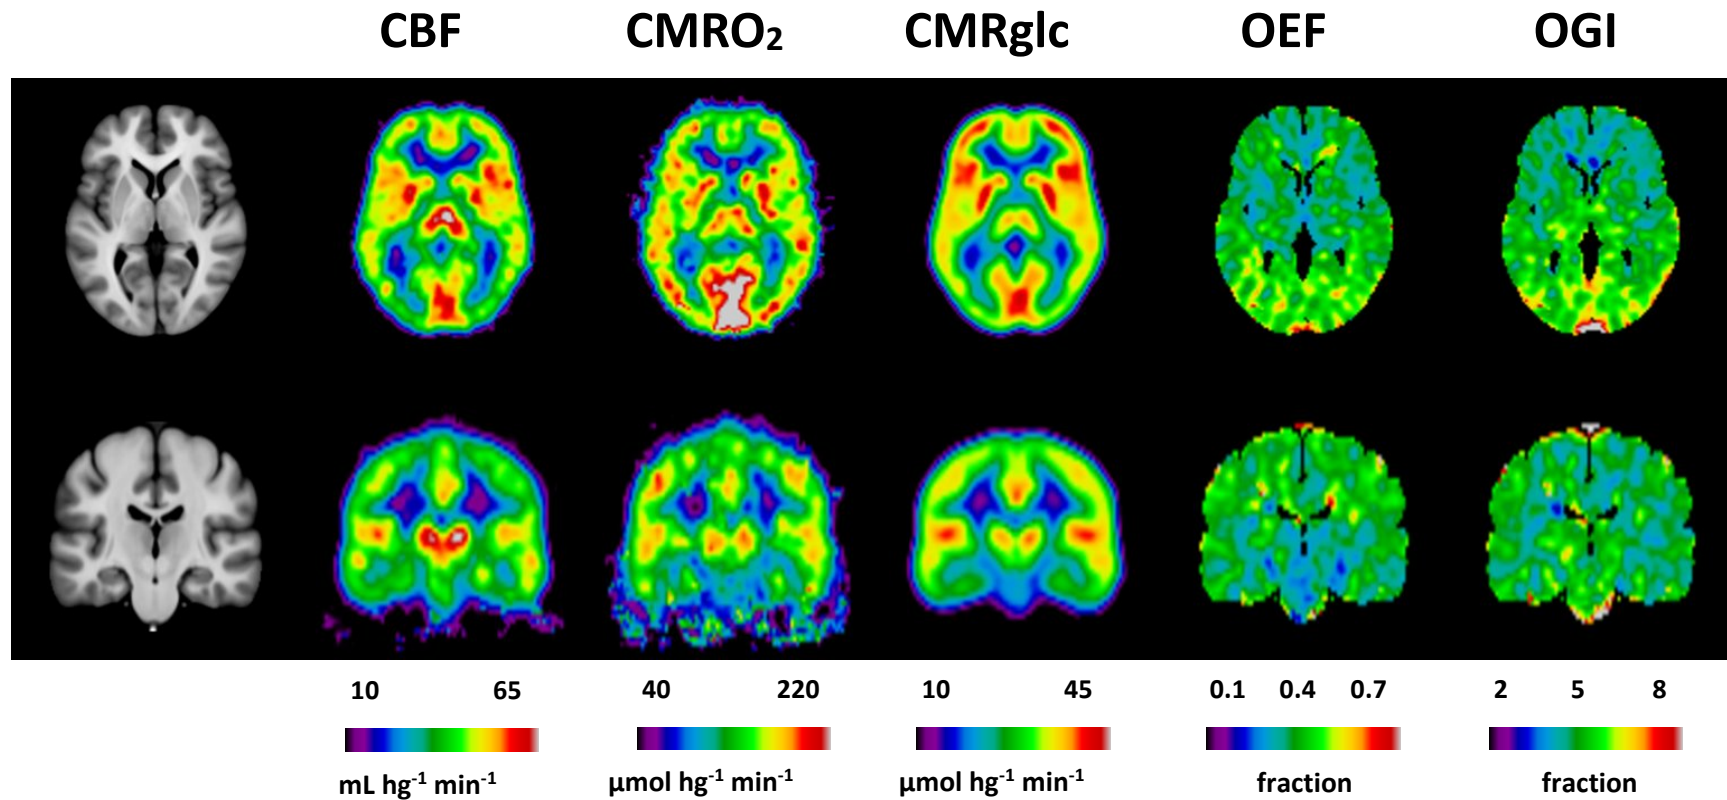 CBF CMRO₂ CMRglc OEF OGI
10 65 40 220 10 45 0.1 0.4 0.7 2 5 8
mL hg⁻¹ min⁻¹ µmol hg⁻¹ min⁻¹ µmol hg⁻¹ min⁻¹ fraction fraction